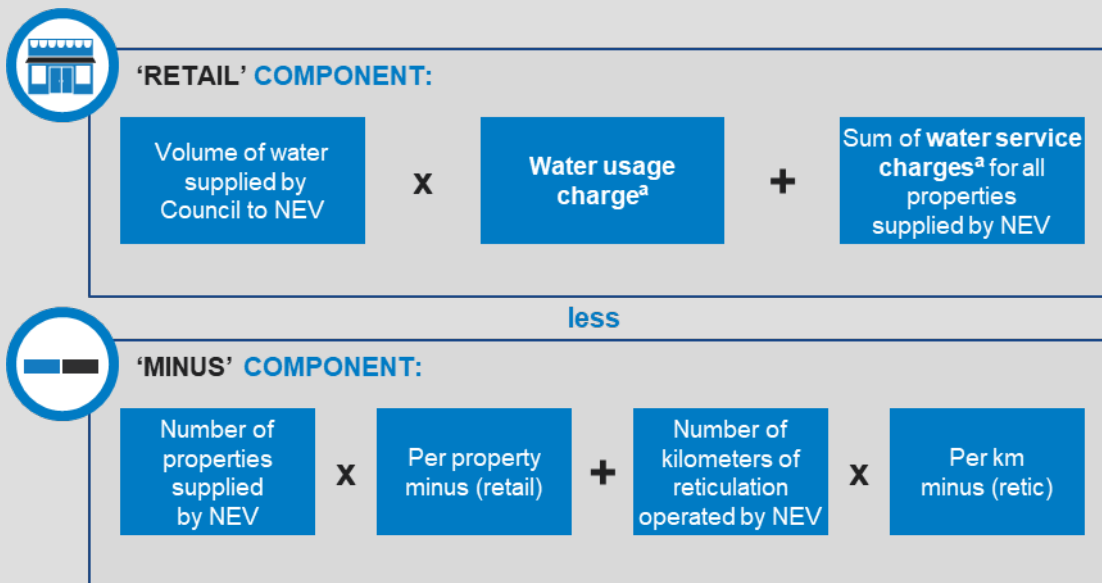 ‘RETAIL’ COMPONENT:
Volume of water
supplied by
Council to NEV
x
Water usage
chargeᵃ
+
Sum of water service
chargesᵃ for all
properties
supplied by NEV
less
‘MINUS’ COMPONENT:
Number of
properties
supplied
by NEV
x
Per property
minus (retail)
+
Number of
kilometers of
reticulation
operated by NEV
x
Per km
minus (retic)